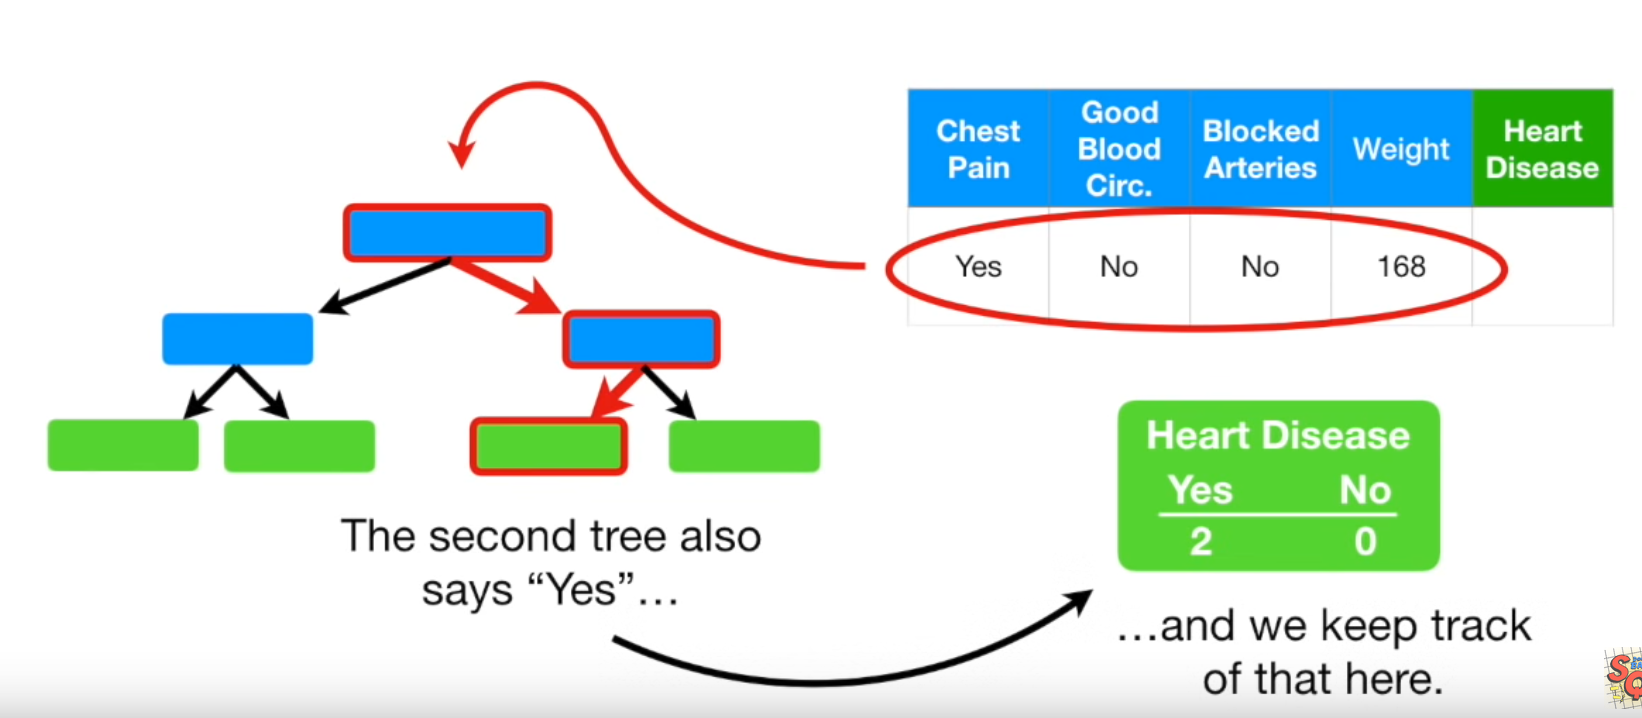 Chest Pain
Good Blood Circ.
Blocked Arteries
Weight
Heart Disease
Yes
No
No
168
Heart Disease
Yes No
2 0
The second tree also
says “Yes”...
...and we keep track
of that here.